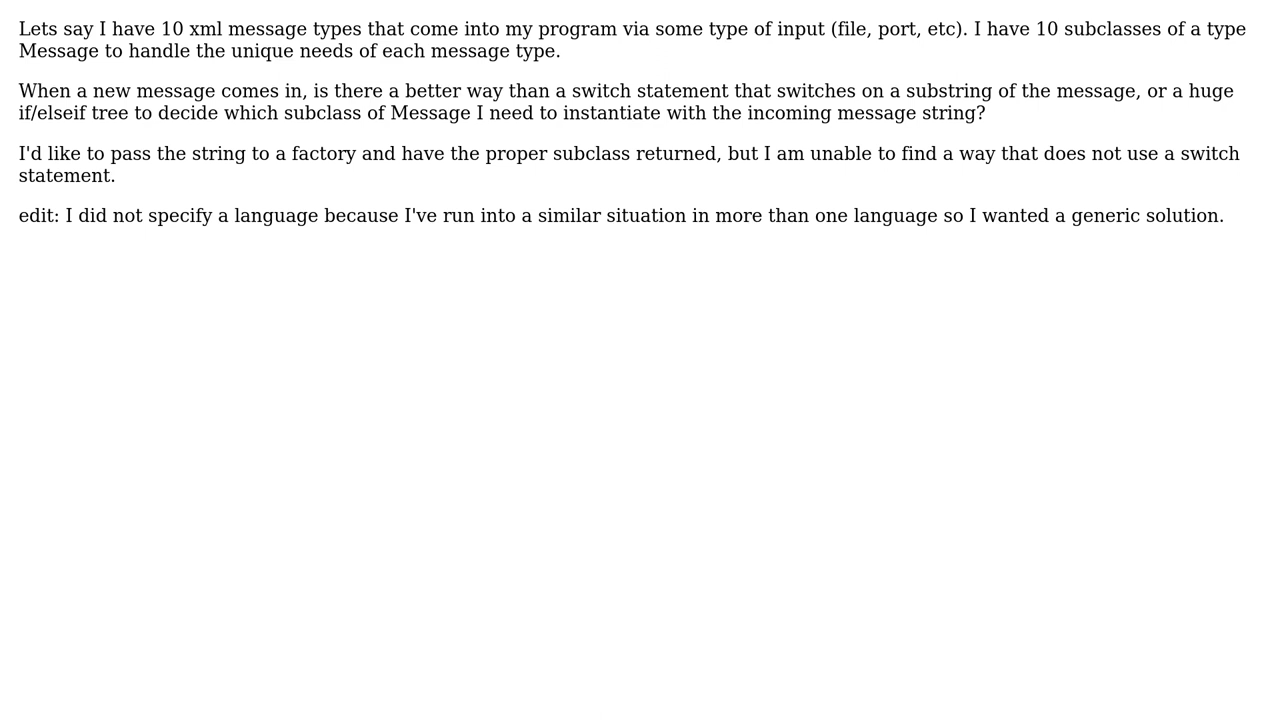 Lets say I have 10 xml message types that come into my program via some type of input (file, port, etc). I have 10 subclasses of a type
Message to handle the unique needs of each message type.
When a new message comes in, is there a better way than a switch statement that switches on a substring of the message, or a huge
if/elseif tree to decide which subclass of Message I need to instantiate with the incoming message string?
I'd like to pass the string to a factory and have the proper subclass returned, but I am unable to find a way that does not use a switch
statement.
edit: I did not specify a language because I've run into a similar situation in more than one language so I wanted a generic solution.